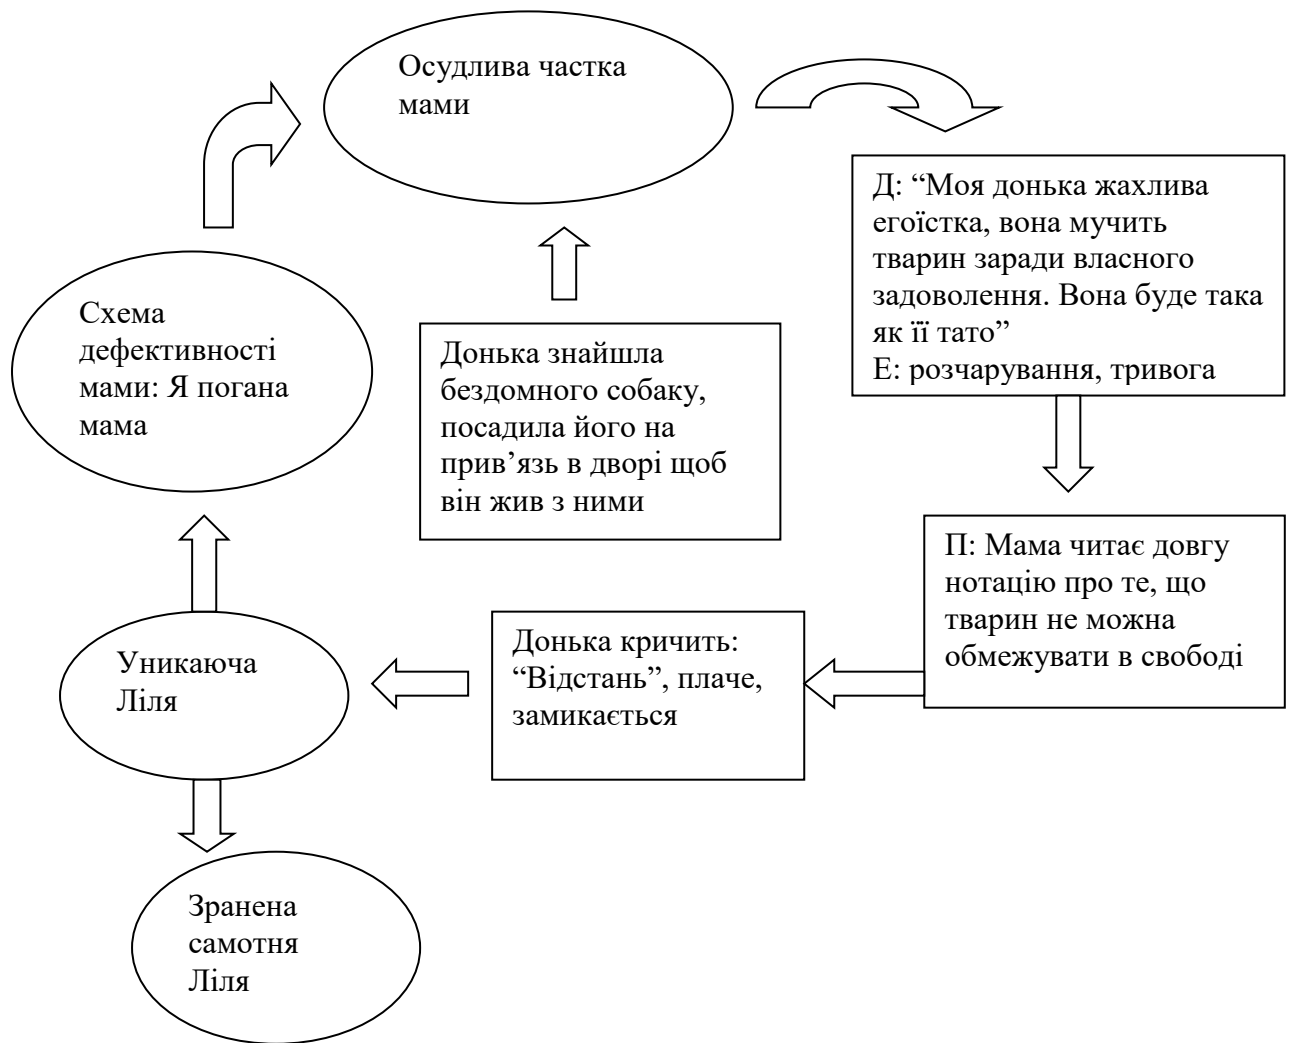 Осудлива частка
мами
Д: “Моя донька жахлива
егоїстка, вона мучить
тварин заради власного
задоволення. Вона буде така
як її тато”
Е: розчарування, тривога
Схема
дефективності
мами: Я погана
мама
Донька знайшла
бездомного собаку,
посадила його на
прив’язь в дворі щоб
він жив з ними
П: Мама читає довгу
нотацію про те, що
тварин не можна
обмежувати в свободі
Донька кричить:
“Відстань”, плаче,
замикається
Уникаюча
Ліля
Зранена
самотня
Ліля